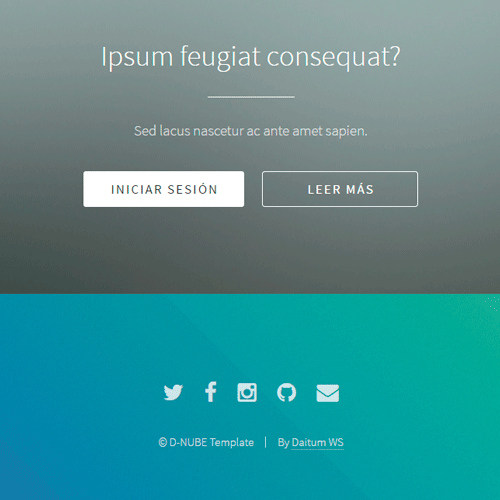 Ipsum feugiat consequat?
Sed lacus nascetur ac ante amet sapien.
INICIAR SESIÓN
LEER MÁS
© D-NUBE Template | By Daitum WS